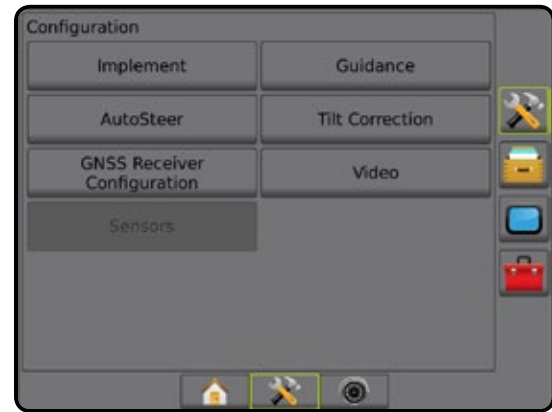 Configuration
Implement
Guidance
AutoSteer
Tilt Correction
GNSS Receiver
Configuration
Video
Sensors